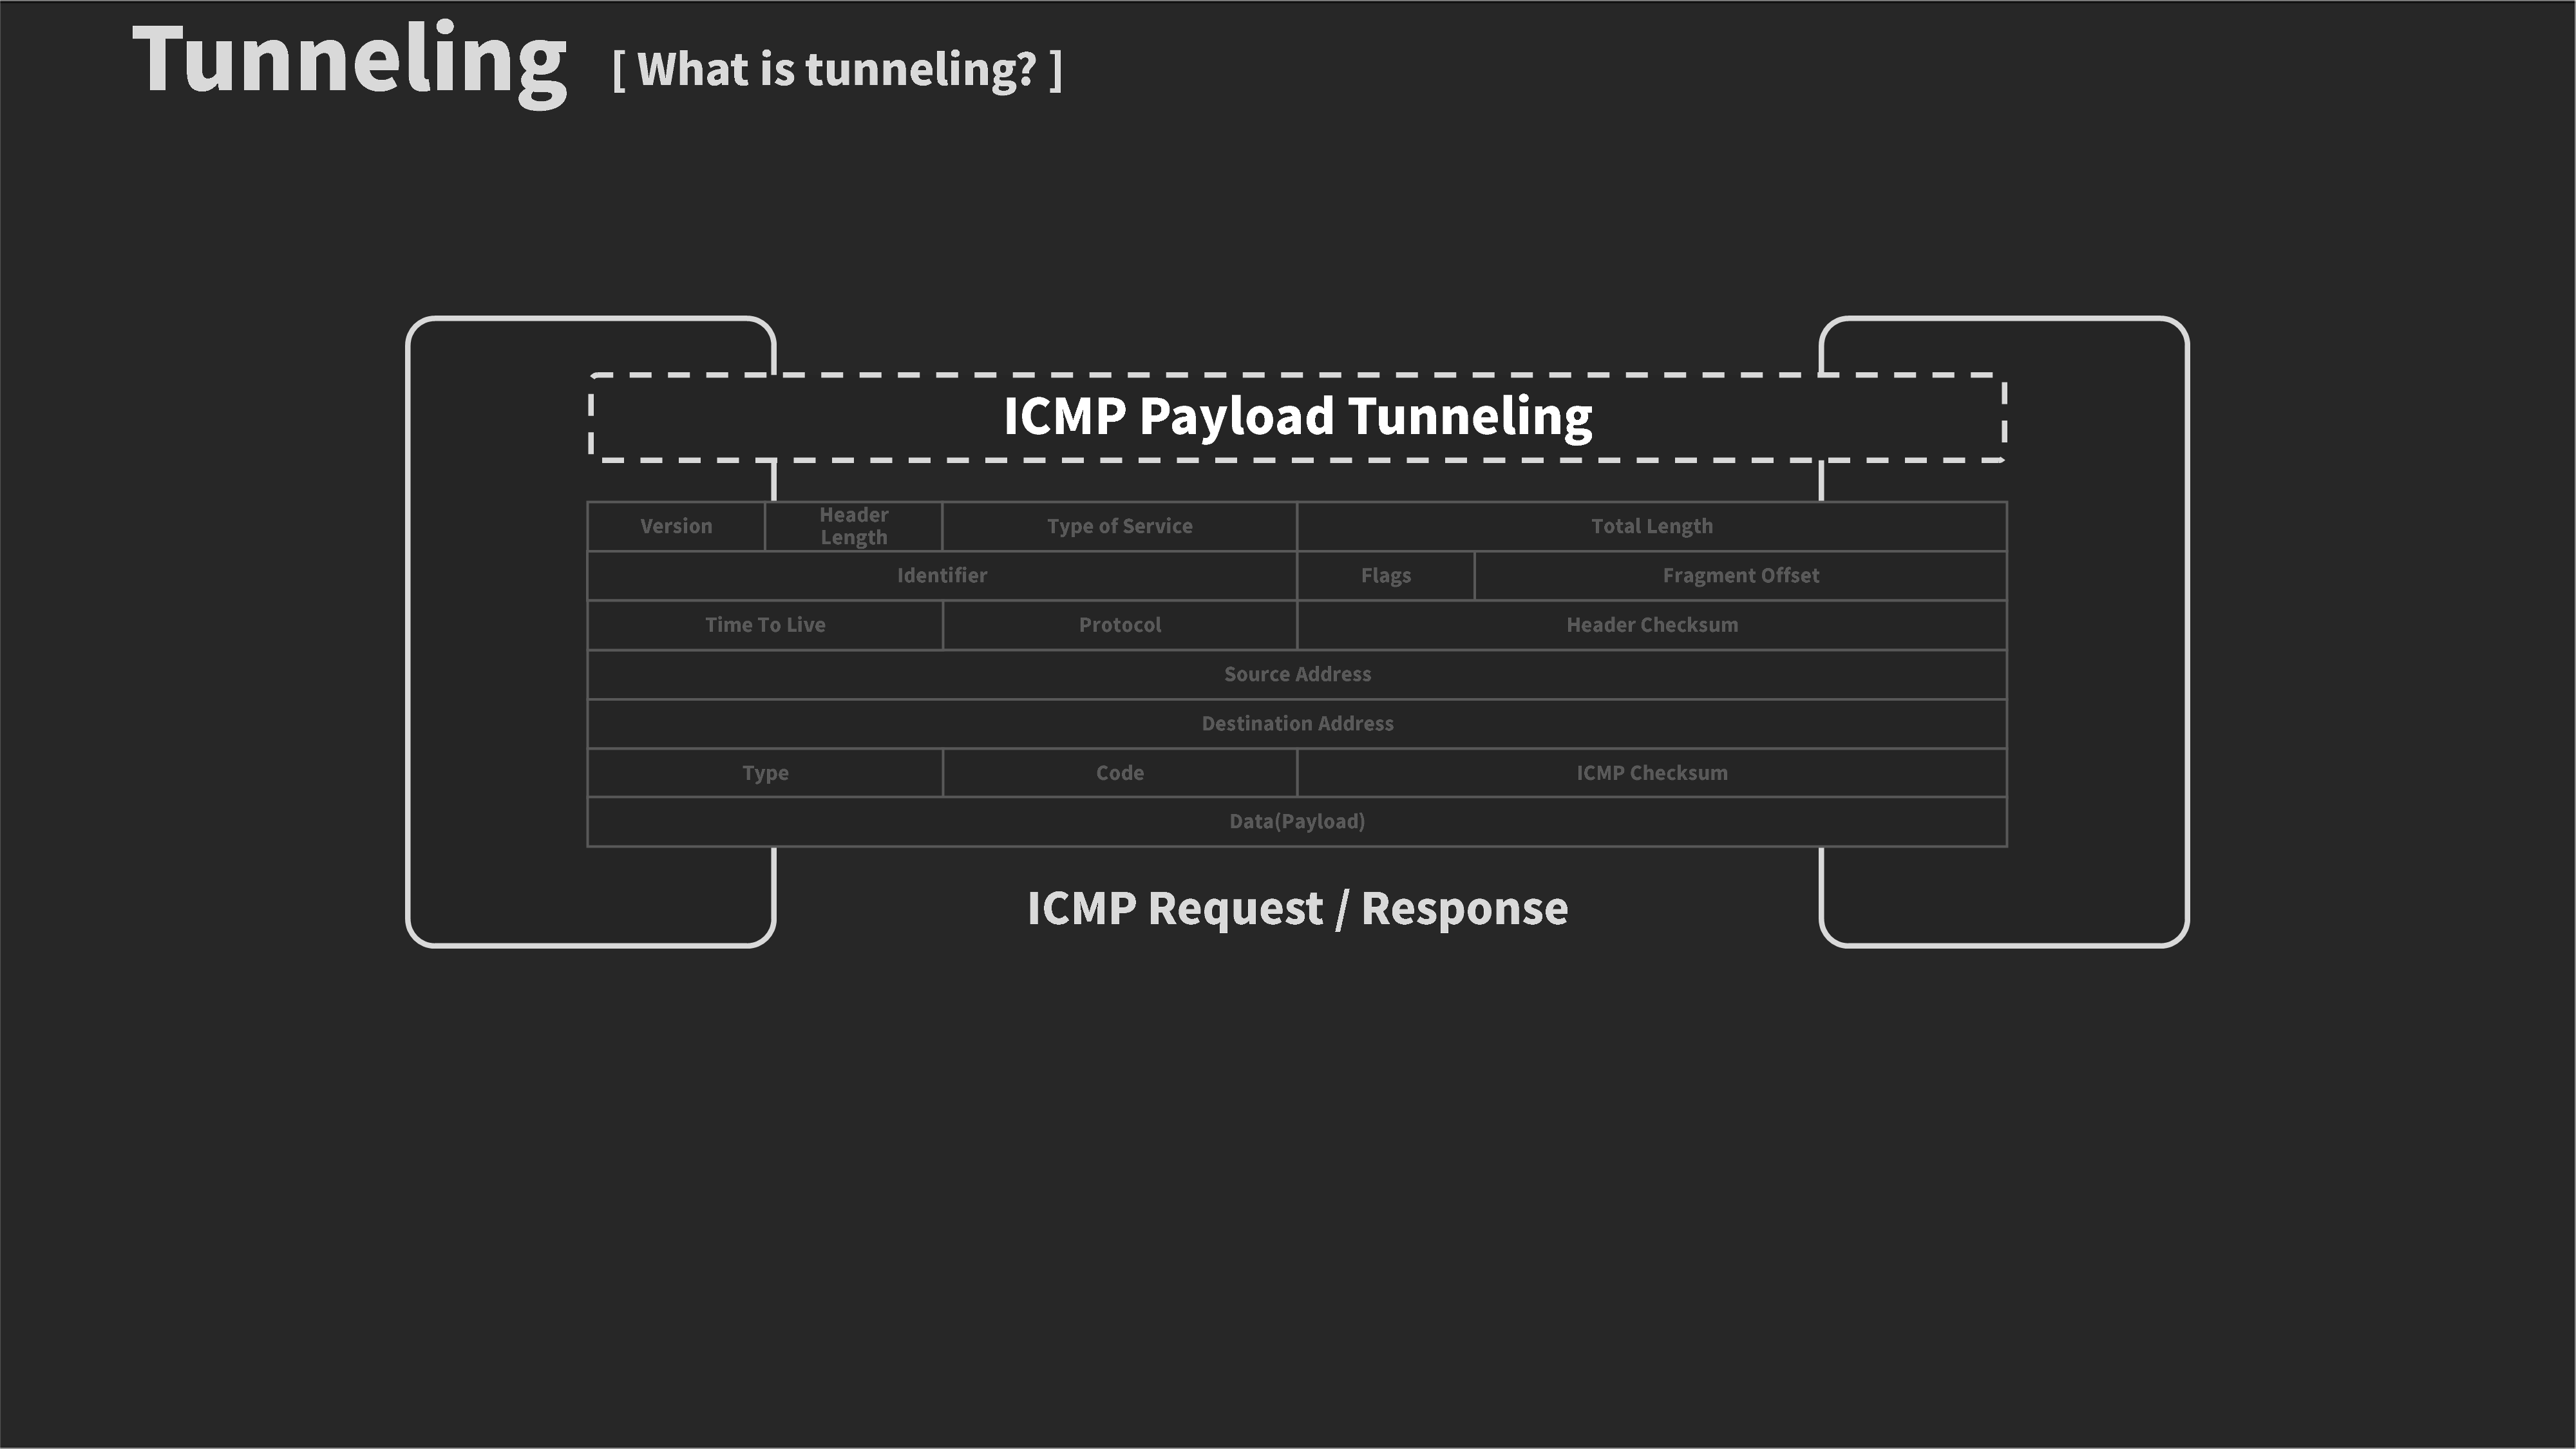 Tunneling [ What is tunneling? ]
ICMP Payload Tunneling
Version Header Length Type of Service Total Length
Identifier Flags Fragment Offset
Time To Live Protocol Header Checksum
Source Address
Destination Address
Type Code ICMP Checksum
Data(Payload)
ICMP Request / Response